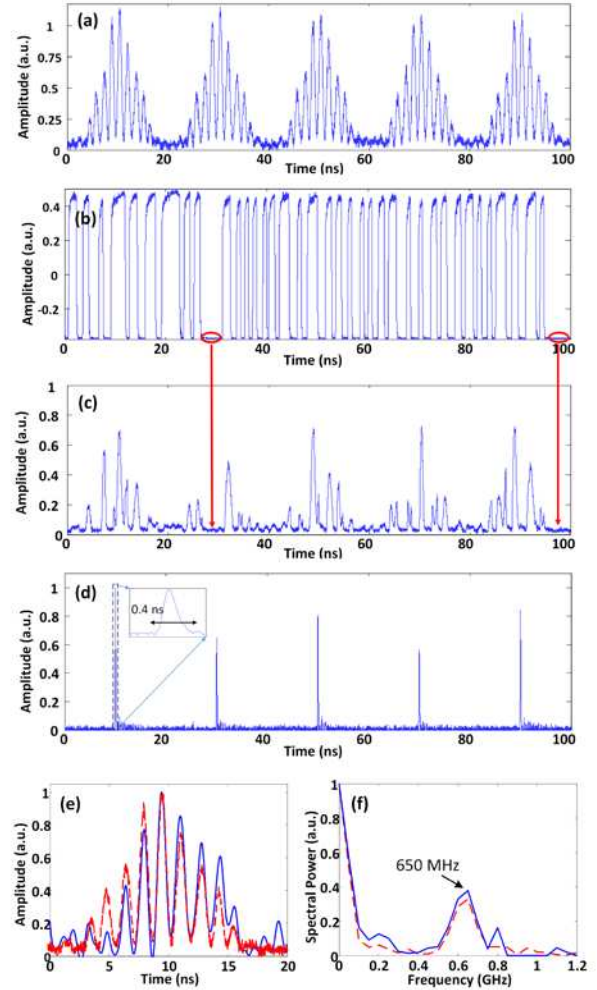 (a)
Amplitude (a.u.)
1
0.75
0.5
0.25
0
0 20 40 60 80 100
Time (ns)
(b)
Amplitude (a.u.)
0.4
0.2
0
-0.2
0 20 40 60 80 100
Time (ns)
(c)
Amplitude (a.u.)
1
0.8
0.6
0.4
0.2
0
0 20 40 60 80 100
Time (ns)
(d)
Amplitude (a.u.)
1
0.8
0.6
0.4
0.2
0
0.4 ns
0 20 40 60 80 100
Time (ns)
(e)
Amplitude (a.u.)
1
0.8
0.6
0.4
0.2
0
0 5 10 15 20
Time (ns)
(f)
Spectral Power (a.u.)
1
0.8
0.6
0.4
0.2
0
650 MHz
0 0.2 0.4 0.6 0.8 1 1.2
Frequency (GHz)